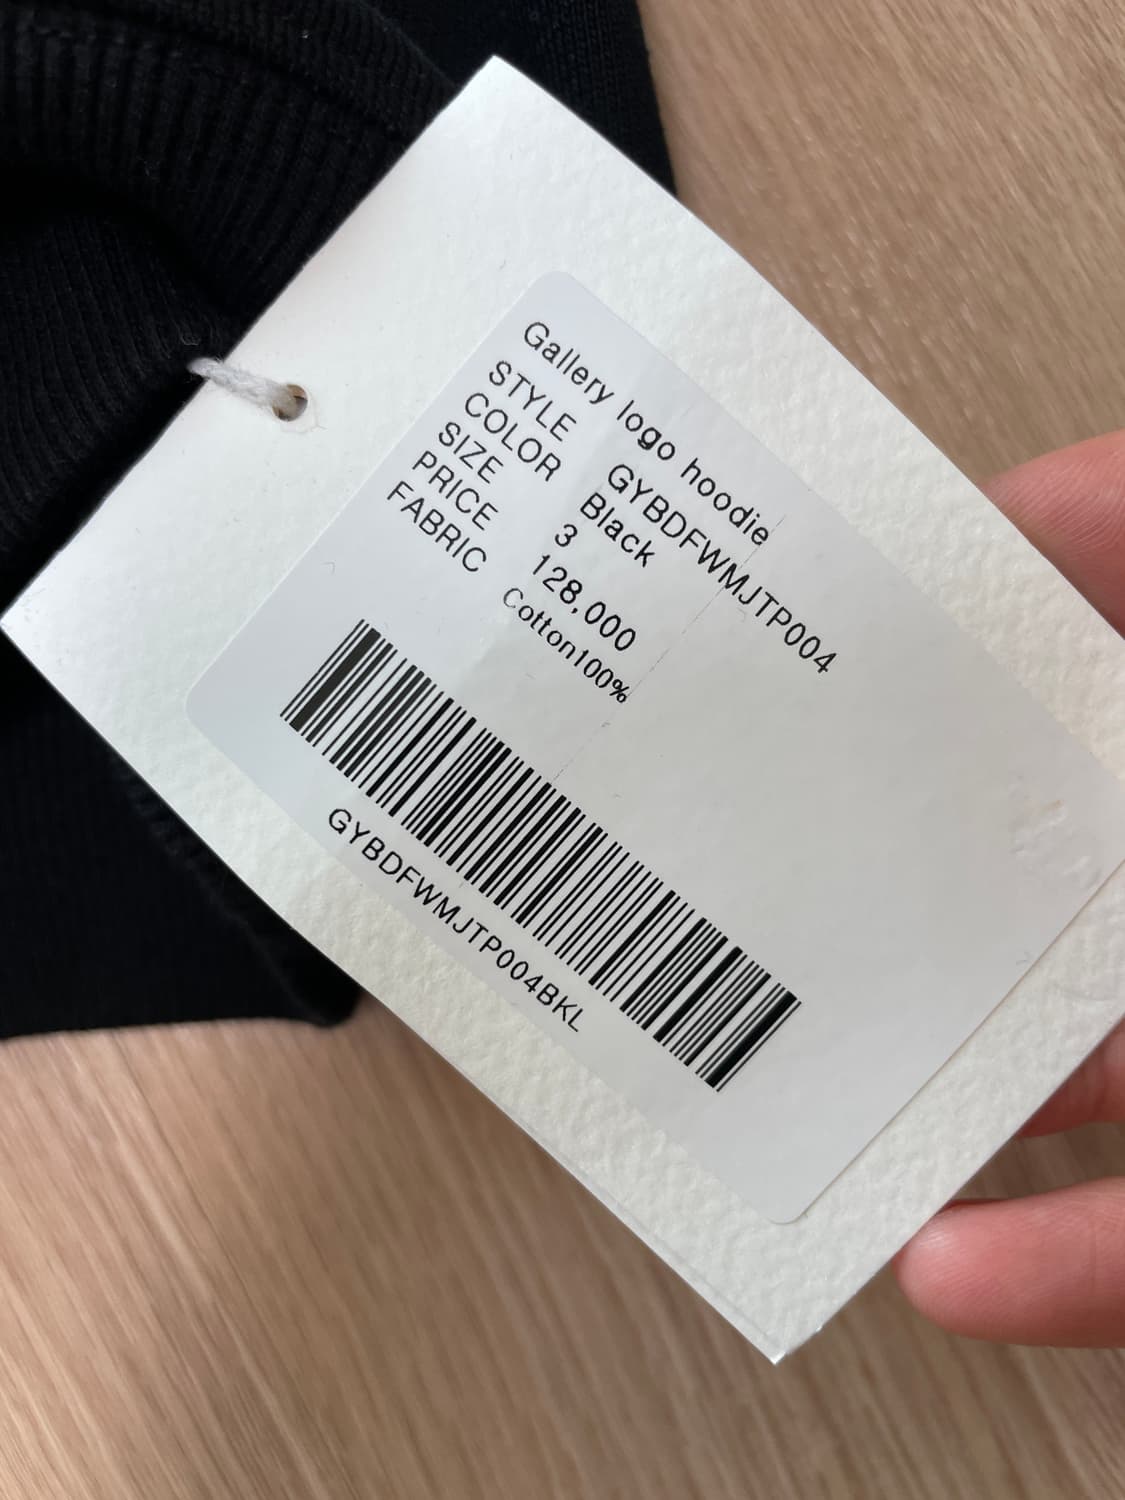 Gallery logo hoodie
STYLE GYBDFWMJTP004
COLOR Black
SIZE 3
PRICE 128,000
FABRIC Cotton100%
GYBDFWMJTP004BKL